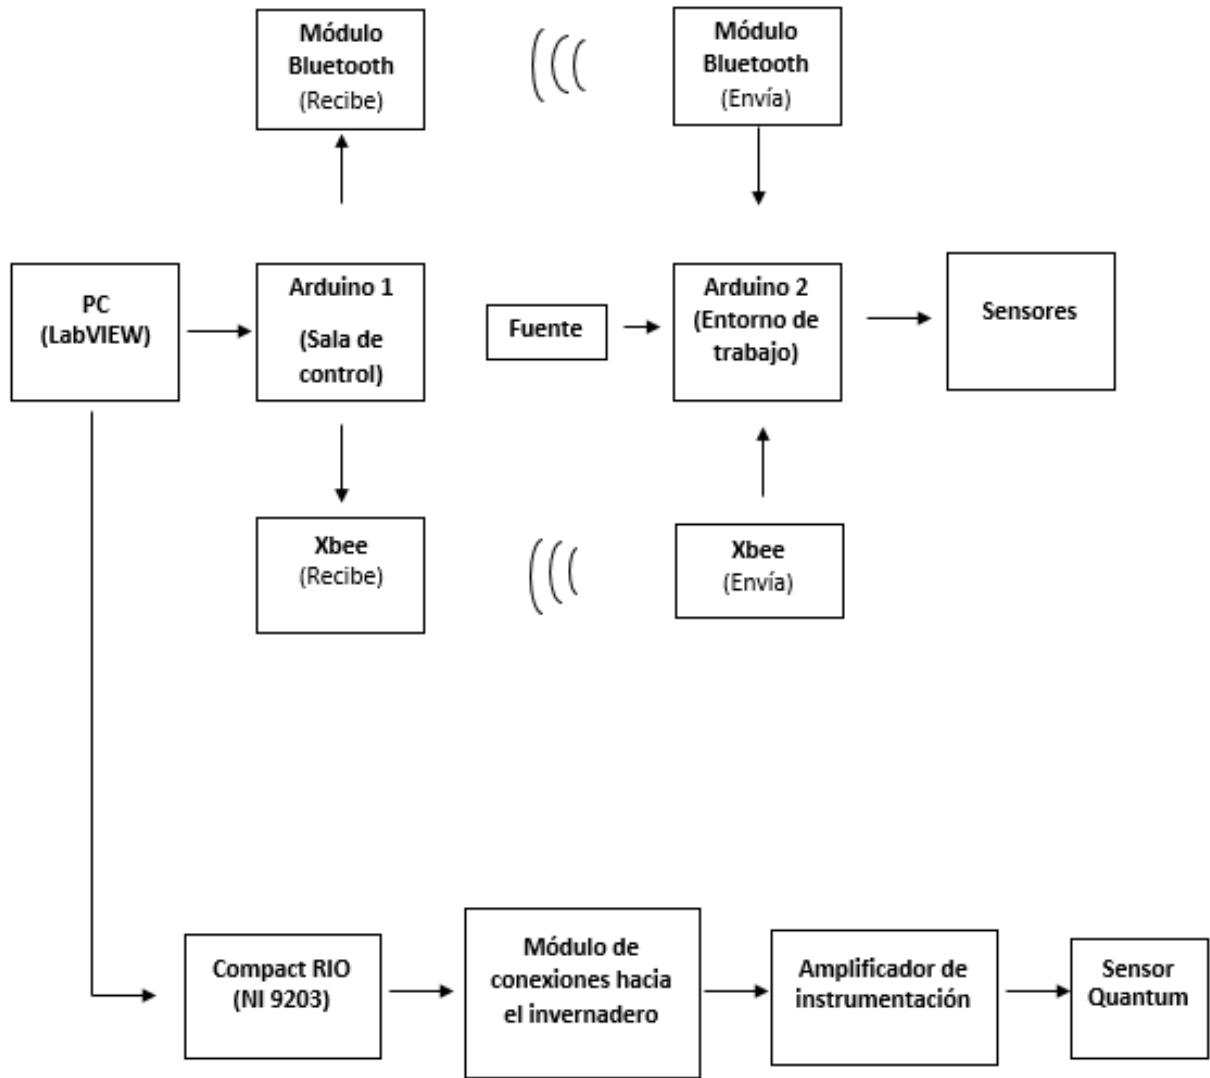 Módulo
Bluetooth
(Recibe)
Módulo
Bluetooth
(Envía)
PC
(LabVIEW)
Arduino 1
(Sala de
control)
Fuente
Arduino 2
(Entorno de
trabajo)
Sensores
Xbee
(Recibe)
Xbee
(Envía)
Compact RIO
(NI 9203)
Módulo de
conexiones hacia
el invernadero
Amplificador de
instrumentación
Sensor
Quantum